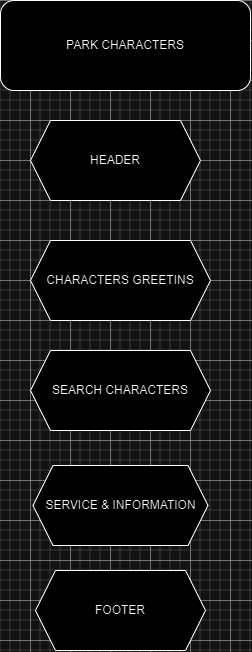 PARK CHARACTERS
HEADER
CHARACTERS GREETINS
SEARCH CHARACTERS
SERVICE & INFORMATION
FOOTER